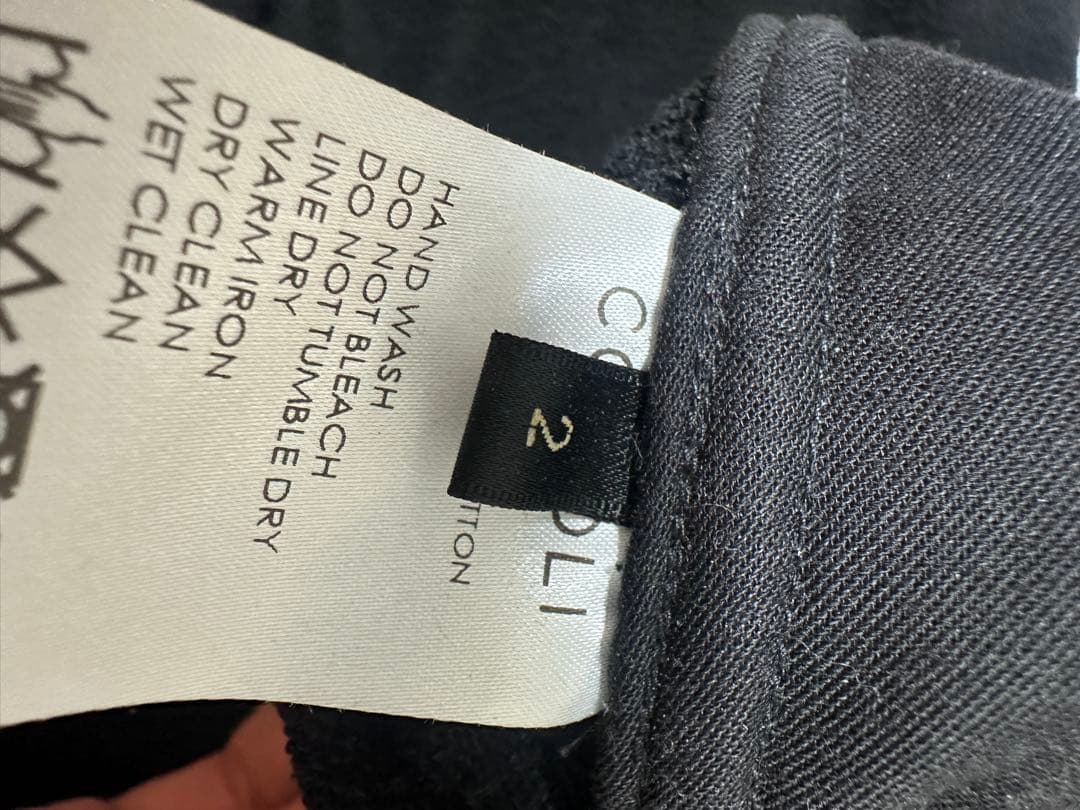 2
HAND WASH
DO NOT BLEACH
DO NOT TUMBLE DRY
LINE DRY
WARM IRON
DRY CLEAN
WET CLEAN